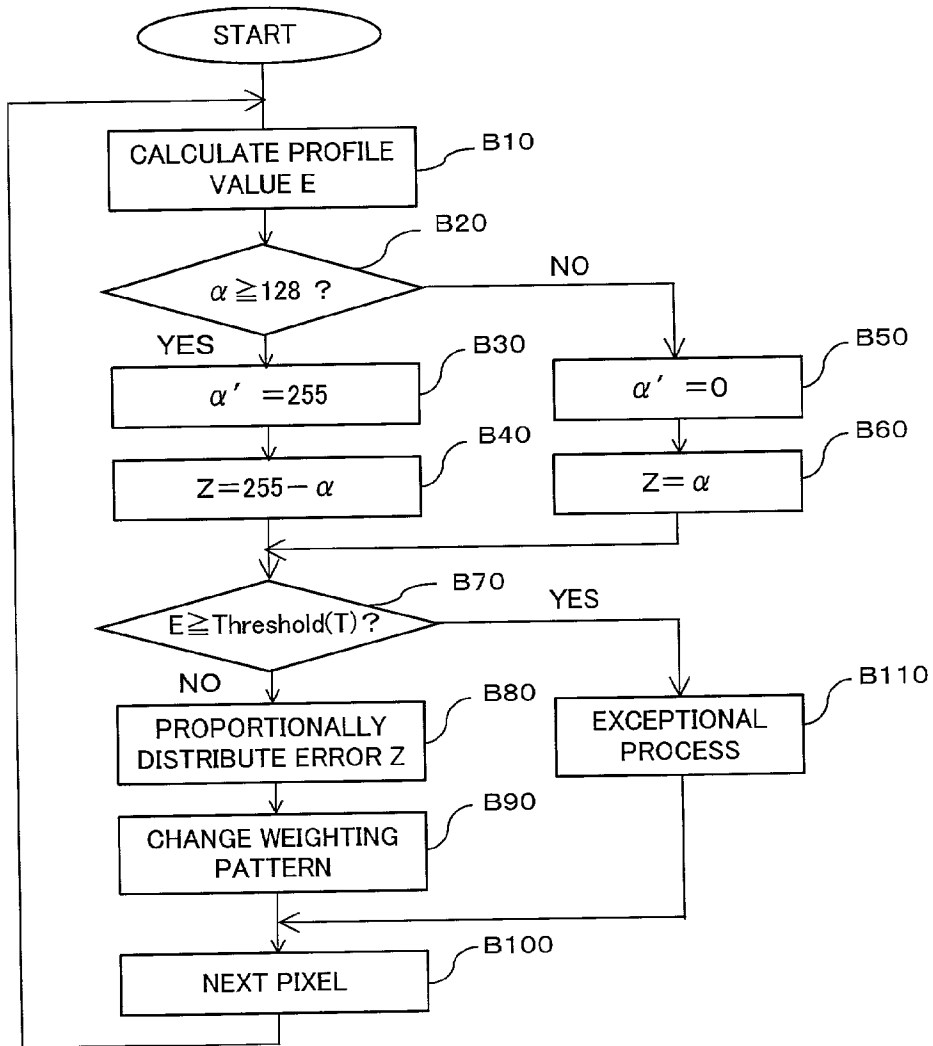 START
CALCULATE PROFILE
VALUE E
B10
B20
α≧128 ?
NO
YES
B30
α′ =255
B50
α′ =0
B40
Z=255−α
B60
Z=α
B70
E≧Threshold(T)?
YES
NO
B80
PROPORTIONALLY
DISTRIBUTE ERROR Z
B110
EXCEPTIONAL
PROCESS
B90
CHANGE WEIGHTING
PATTERN
B100
NEXT PIXEL